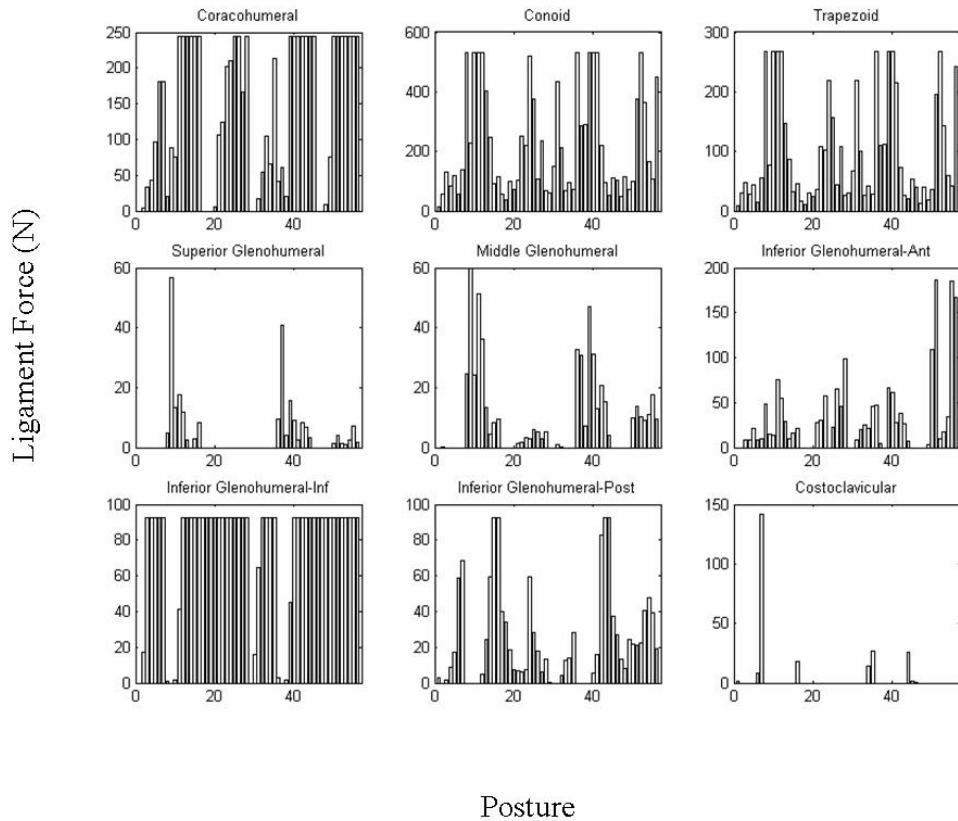 Coracohumeral
250
200
150
100
50
0
0 20 40
Conoid
600
400
200
0
0 20 40
Trapezoid
300
200
100
0
0 20 40
Ligament Force (N)
Superior Glenohumeral
60
40
20
0
0 20 40
Middle Glenohumeral
60
40
20
0
0 20 40
Inferior Glenohumeral-Ant
200
150
100
50
0
0 20 40
Inferior Glenohumeral-Inf
100
80
60
40
20
0
0 20 40
Inferior Glenohumeral-Post
100
80
60
40
20
0
0 20 40
Costoclavicular
150
100
50
0
0 20 40
Posture